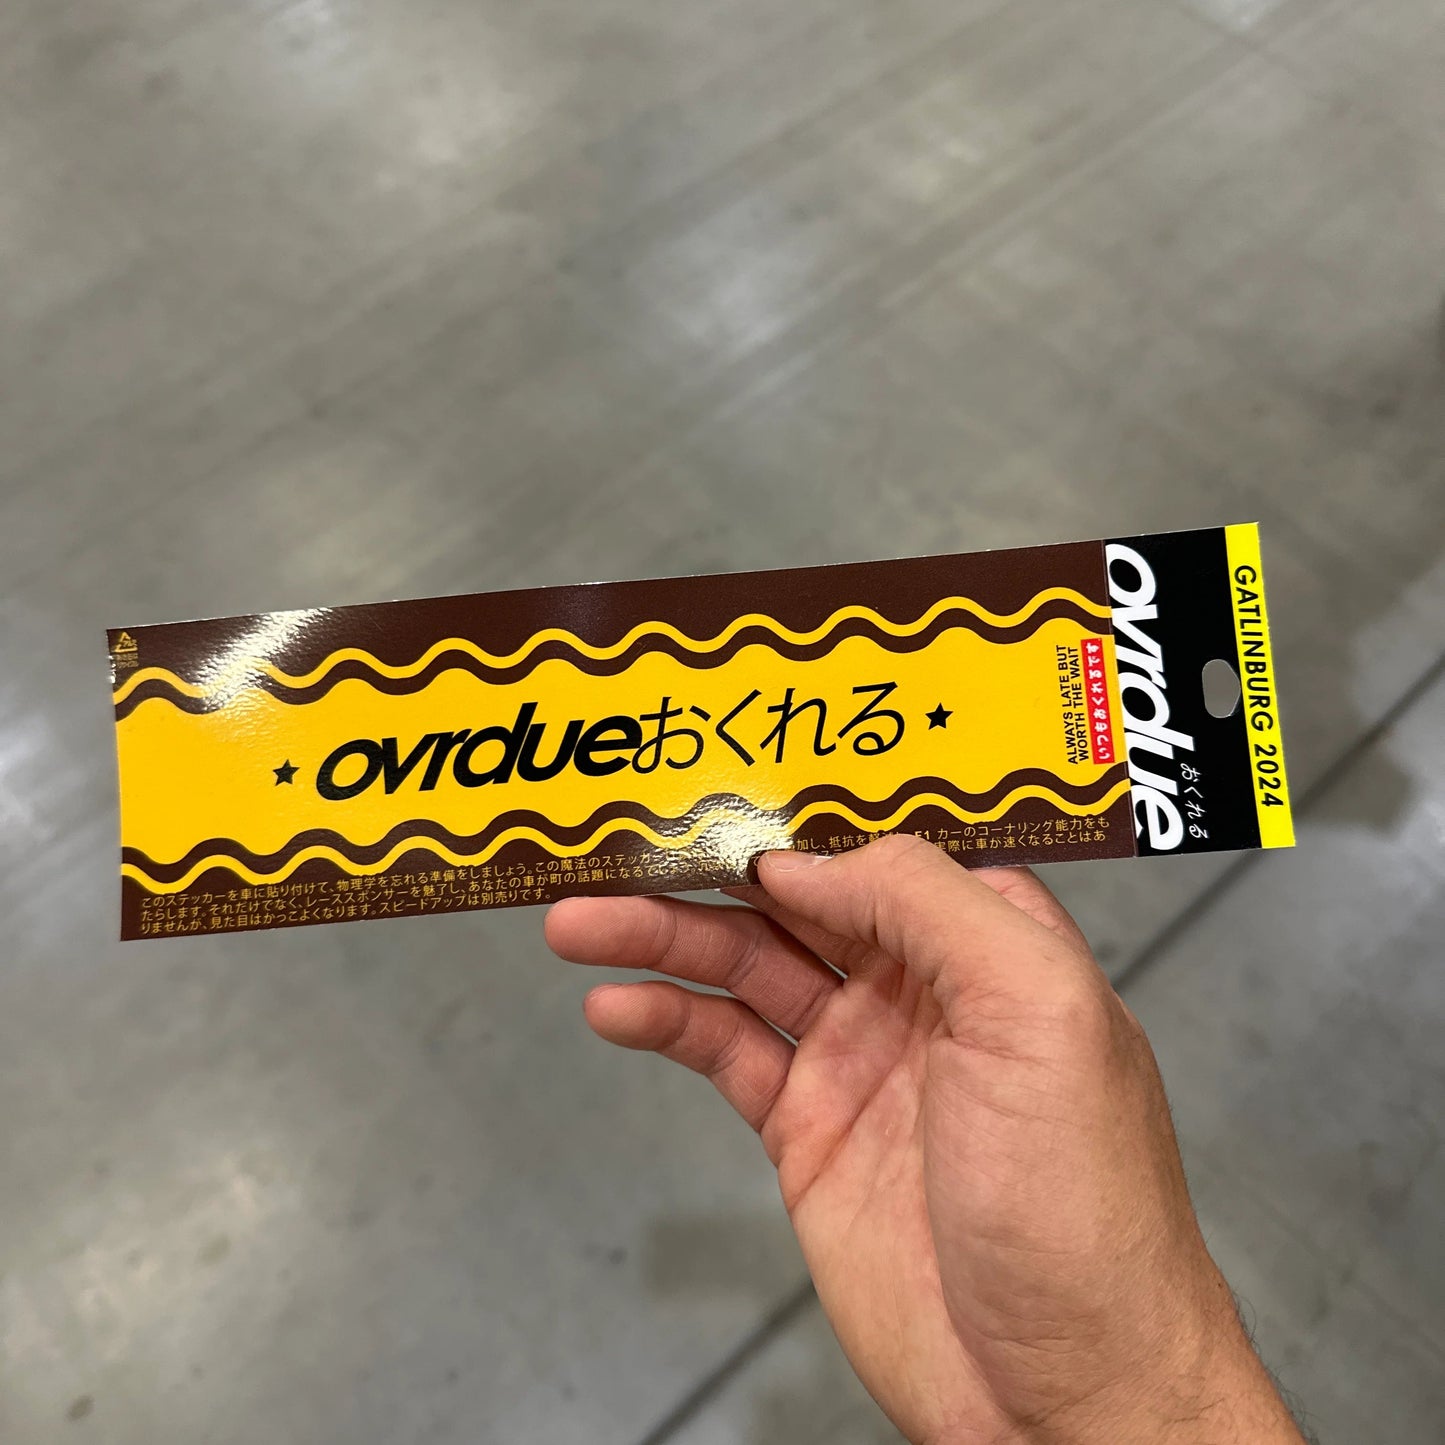 ovrdueおくれる
ALWAYS LATE BUT
WORTH THE WAIT
いつもおくれる
ovrdue
おくれる
GATLINBURG 2024
このステッカーを車に貼り付けて、物理学を忘れる準備をしましょう。この魔法のステッカー 加し、抵抗を F1 カーのコーナリング能力をも
たらします。それだけでなく、レーススポンサーを魅了し、あなたの車が町の話題になるでしょう。 実際に車が速くなることはあ
りませんが、見た目はかっこよくなります。スピードアップは別売りです。